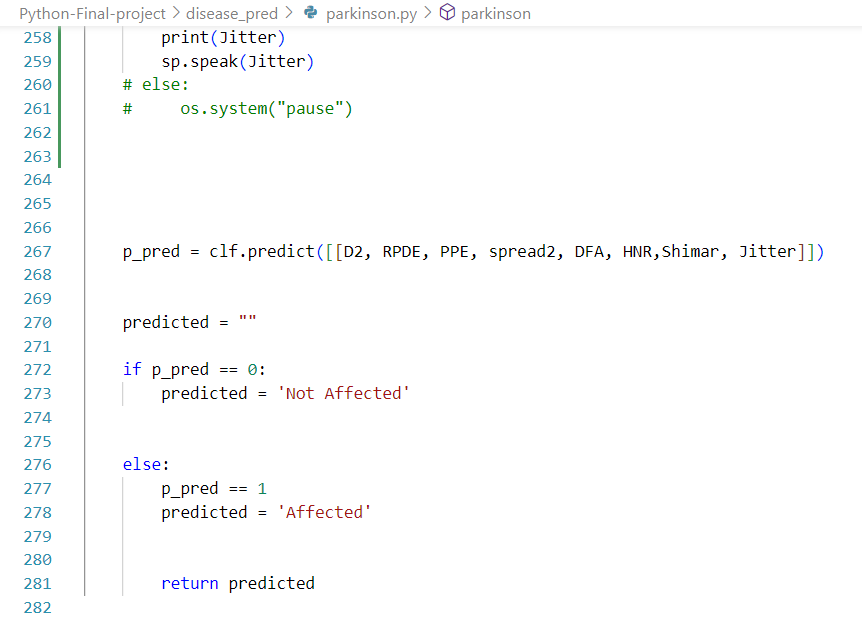 Python-Final-project > disease_pred > parkinson.py > parkinson
258 print(Jitter)
259 sp.speak(Jitter)
260 # else:
261 #     os.system("pause")
262
263
264
265
266
267 p_pred = clf.predict([[D2, RPDE, PPE, spread2, DFA, HNR,Shimar, Jitter]])
268
269
270 predicted = ""
271
272 if p_pred == 0:
273     predicted = 'Not Affected'
274
275
276 else:
277     p_pred == 1
278     predicted = 'Affected'
279
280
281     return predicted
282